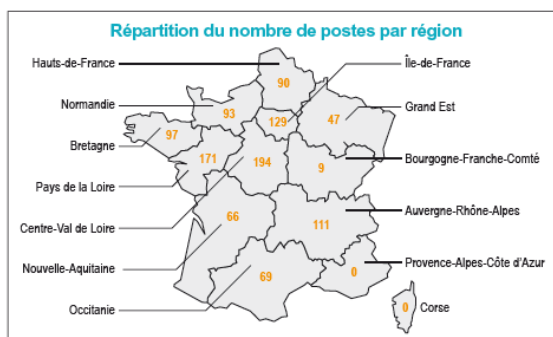 Répartition du nombre de postes par région
Hauts-de-France
Île-de-France
90
Normandie
Grand Est
93
129
47
97
Bretagne
171
194
9
Bourgogne-Franche-Comté
Pays de la Loire
Auvergne-Rhône-Alpes
66
111
Centre-Val de Loire
Nouvelle-Aquitaine
69
0
Provence-Alpes-Côte d'Azur
Occitanie
0
Corse